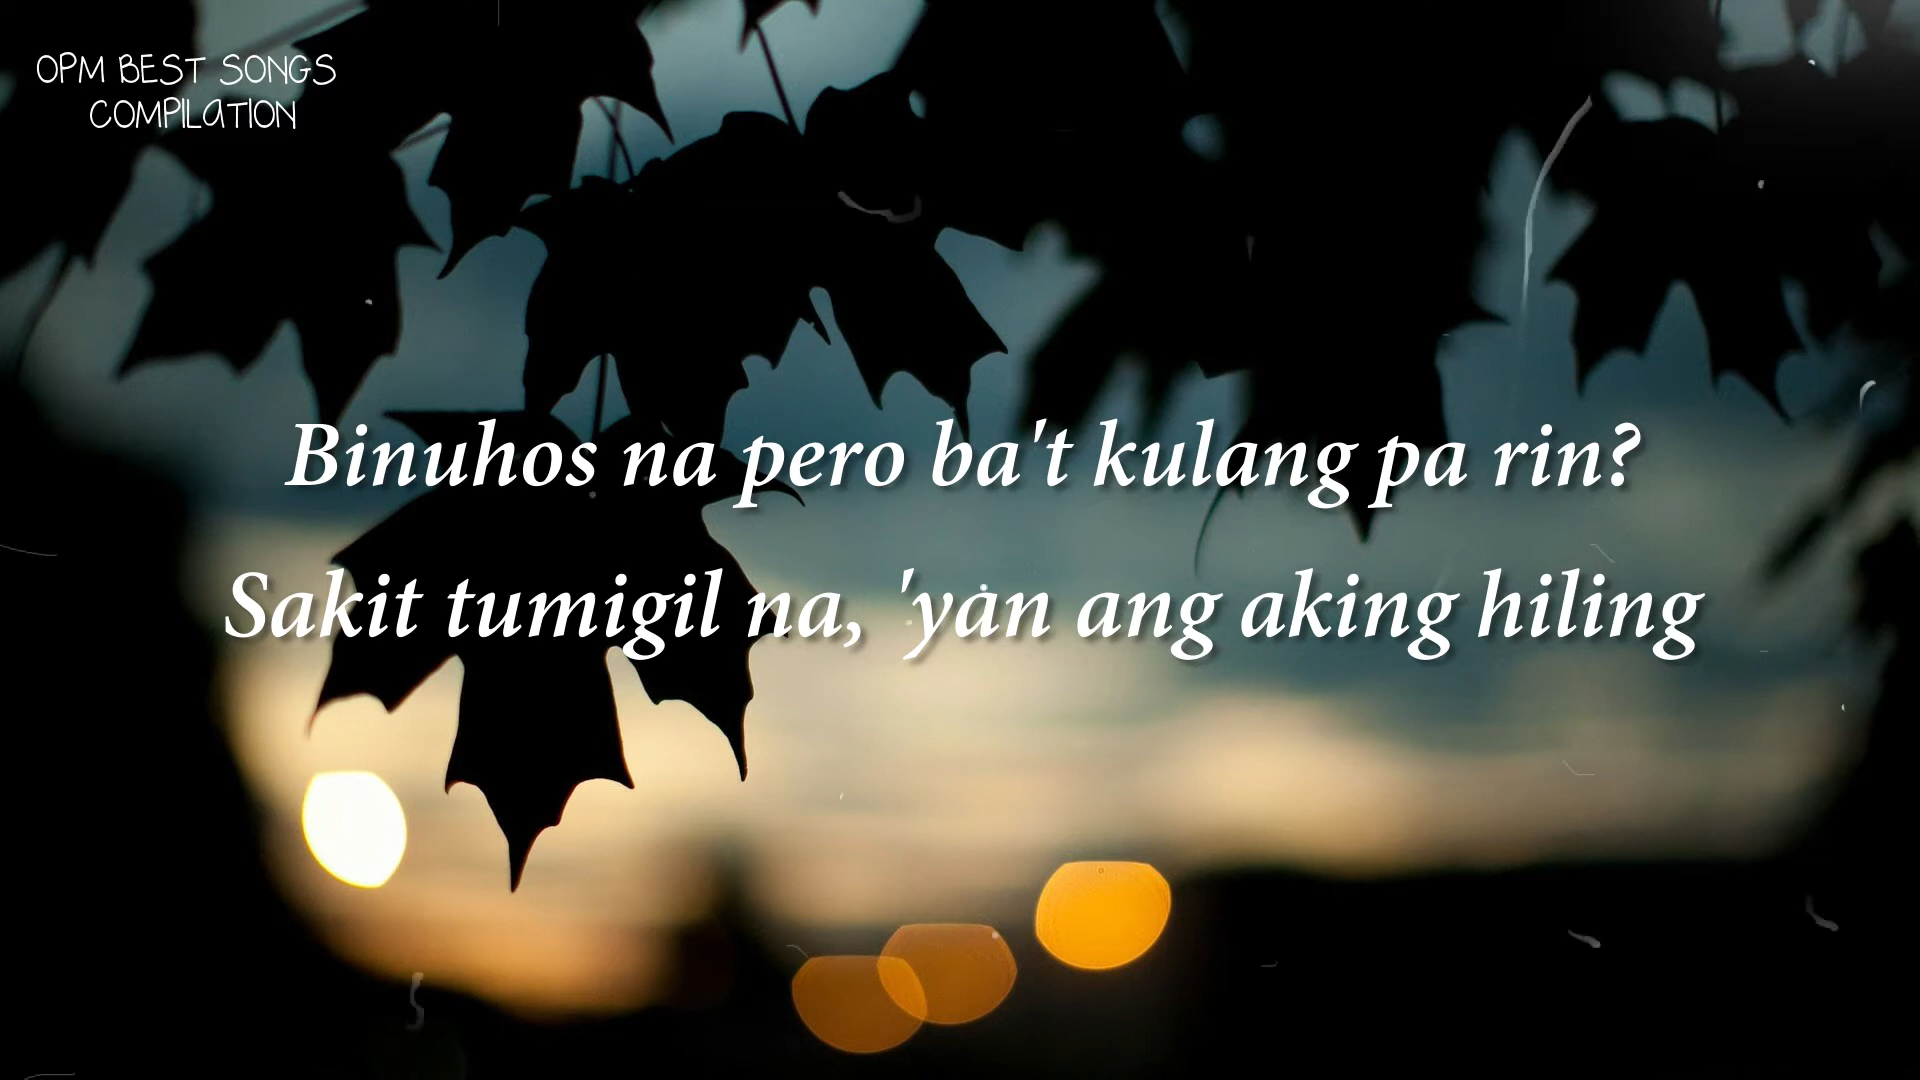 OPM BEST SONGS
COMPILATION
Binuhos na pero ba't kulang pa rin?
Sakit tumigil na, 'yan ang aking hiling